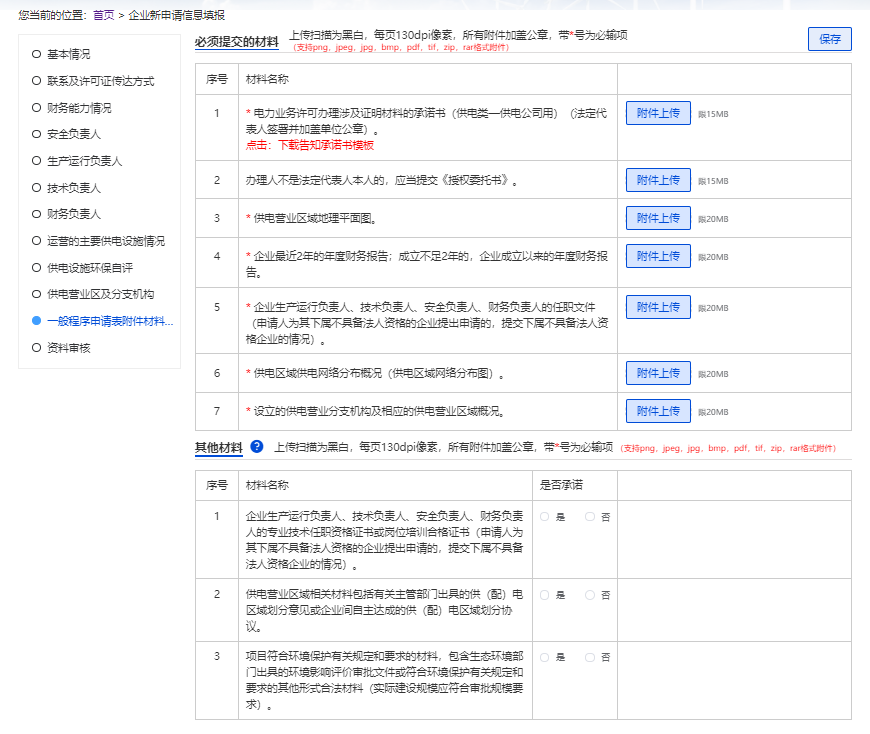 您当前的位置：首页 > 企业新申请信息填报
基本情况
联系及许可证传达方式
财务能力情况
安全负责人
生产运行负责人
技术负责人
财务负责人
运营的主要供电设施情况
供电设施环保自评
供电营业区及分支机构
一般程序申请表附件材料...
资料审核
必须提交的材料 上传扫描为黑白，每页130dpi像素，所有附件加盖公章，带*号为必输项
（支持png、jpeg、jpg、bmp、pdf、tif、zip、rar格式附件）
保存
序号 材料名称
1 * 电力业务许可办理涉及证明材料的承诺书（供电类—供电公司用）（法定代
表人签署并加盖单位公章）。
点击：下载告知承诺书模板
附件上传 限15MB
2 办理人不是法定代表人本人的，应当提交《授权委托书》。 附件上传 限15MB
3 * 供电营业区域地理平面图。 附件上传 限20MB
4 * 企业最近2年的年度财务报告；成立不足2年的，企业成立以来的年度财务报
告。
附件上传 限20MB
5 * 企业生产运行负责人、技术负责人、安全负责人、财务负责人的任职文件
（申请人为其下属不具备法人资格的企业提出申请的，提交下属不具备法人资
格企业的情况）。
附件上传 限20MB
6 * 供电区域供电网络分布概况（供电区域网络分布图）。 附件上传 限20MB
7 * 设立的供电营业分支机构及相应的供电营业区域概况。 附件上传 限20MB
其他材料 ? 上传扫描为黑白，每页130dpi像素，所有附件加盖公章，带*号为必输项 （支持png、jpeg、jpg、bmp、pdf、tif、zip、rar格式附件）
序号 材料名称 是否承诺
1 企业生产运行负责人、技术负责人、安全负责人、财务负责
人的专业技术任职资格证书或岗位培训合格证书（申请人为
其下属不具备法人资格的企业提出申请的，提交下属不具备
法人资格企业的情况）。
是 否
2 供电营业区域相关材料包括有关主管部门出具的供（配）电
区域划分意见或企业间自主达成的供（配）电区域划分协
议。
是 否
3 项目符合环境保护有关规定和要求的材料，包含生态环境部
门出具的环境影响评价审批文件或符合环境保护有关规定和
要求的其他形式合法材料（实际建设规模应符合审批规模要
求）。
是 否